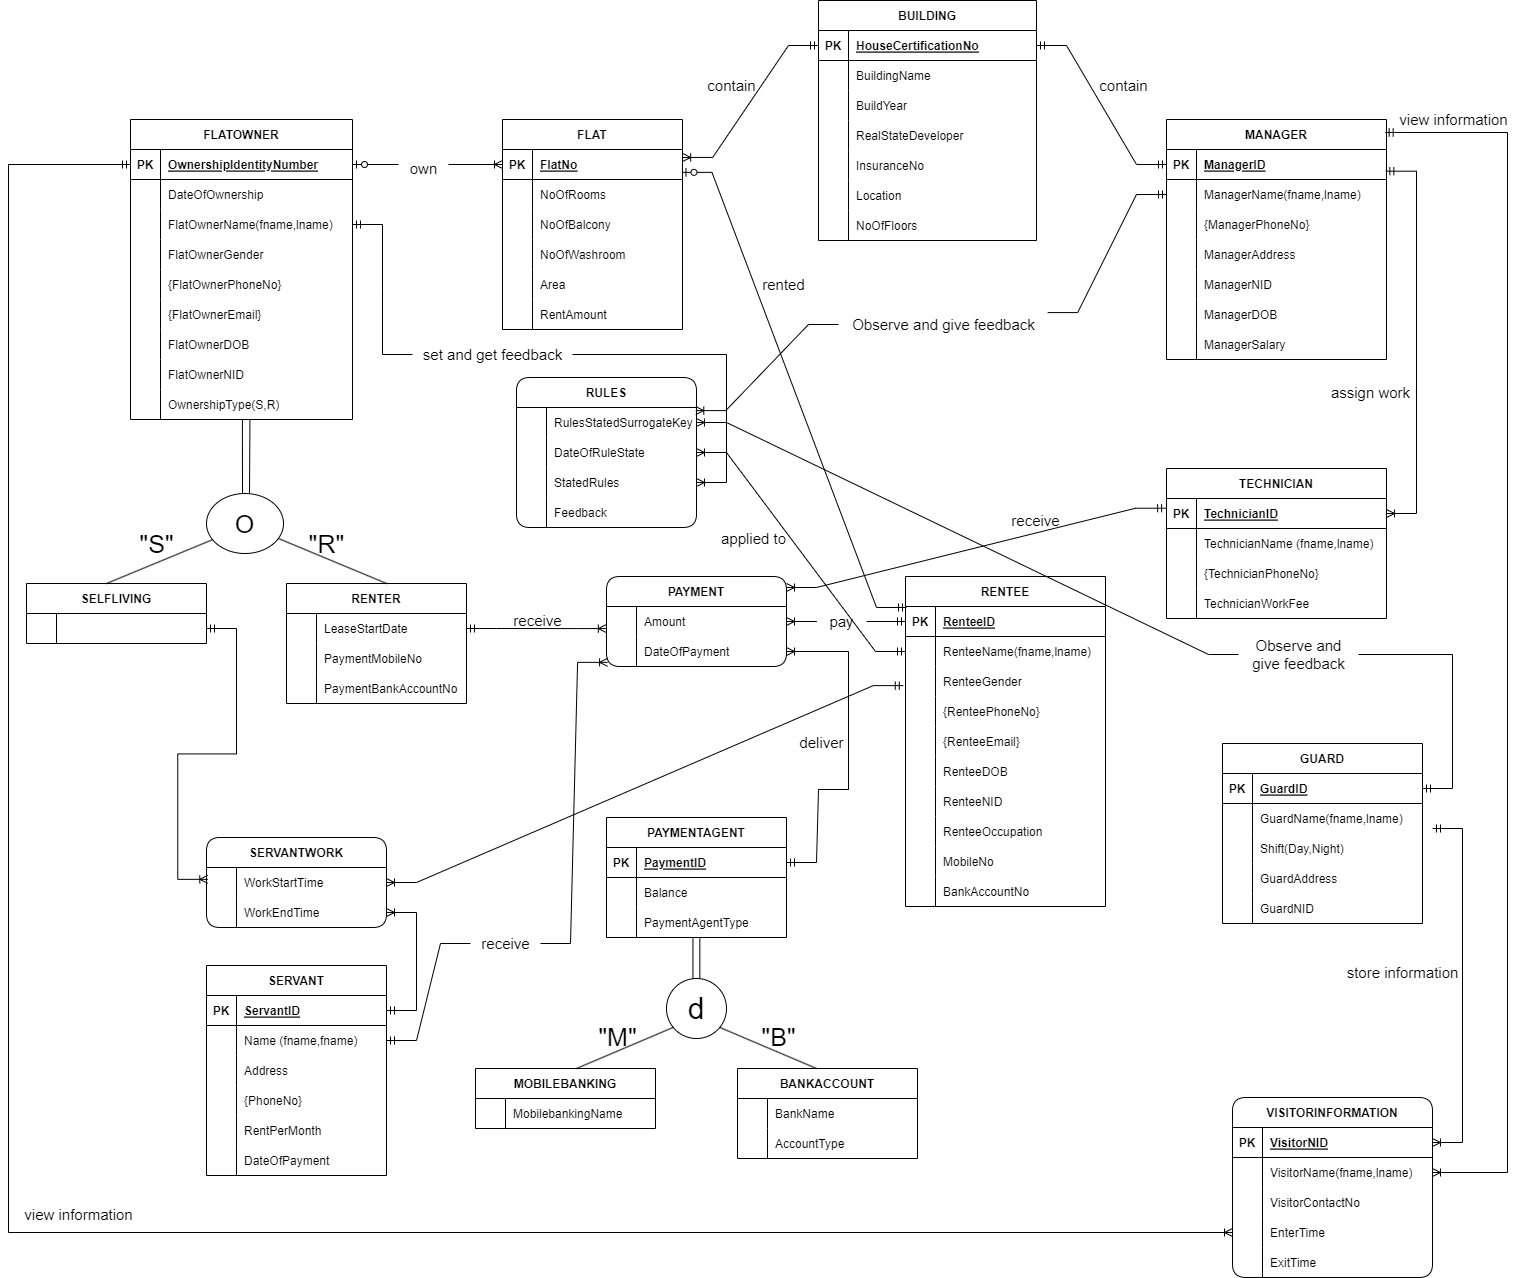 BUILDING
PK HouseCertificationNo
BuildingName
BuildYear
RealStateDeveloper
InsuranceNo
Location
NoOfFloors
contain
contain
FLATOWNER
PK OwnershipIdentityNumber
DateOfOwnership
FlatOwnerName(fname,lname)
FlatOwnerGender
{FlatOwnerPhoneNo}
{FlatOwnerEmail}
FlatOwnerDOB
FlatOwnerNID
OwnershipType(S,R)
own
FLAT
PK FlatNo
NoOfRooms
NoOfBalcony
NoOfWashroom
Area
RentAmount
MANAGER
PK ManagerID
ManagerName(fname,lname)
{ManagerPhoneNo}
ManagerAddress
ManagerNID
ManagerDOB
ManagerSalary
view information
rented
Observe and give feedback
set and get feedback
assign work
RULES
RulesStatedSurrogateKey
DateOfRuleState
StatedRules
Feedback
TECHNICIAN
PK TechnicianID
TechnicianName (fname,lname)
{TechnicianPhoneNo}
TechnicianWorkFee
O
"S"
"R"
receive
applied to
SELFLIVING
RENTER
LeaseStartDate
PaymentMobileNo
PaymentBankAccountNo
receive
PAYMENT
Amount
DateOfPayment
pay
RENTEE
PK RenteeID
RenteeName(fname,lname)
RenteeGender
{RenteePhoneNo}
{RenteeEmail}
RenteeDOB
RenteeNID
RenteeOccupation
MobileNo
BankAccountNo
Observe and
give feedback
deliver
GUARD
PK GuardID
GuardName(fname,lname)
Shift(Day,Night)
GuardAddress
GuardNID
SERVANTWORK
WorkStartTime
WorkEndTime
PAYMENTAGENT
PK PaymentID
Balance
PaymentAgentType
receive
store information
SERVANT
PK ServantID
Name (fname,fname)
Address
{PhoneNo}
RentPerMonth
DateOfPayment
d
"M"
"B"
MOBILEBANKING
MobilebankingName
BANKACCOUNT
BankName
AccountType
VISITORINFORMATION
PK VisitorNID
VisitorName(fname,lname)
VisitorContactNo
EnterTime
ExitTime
view information